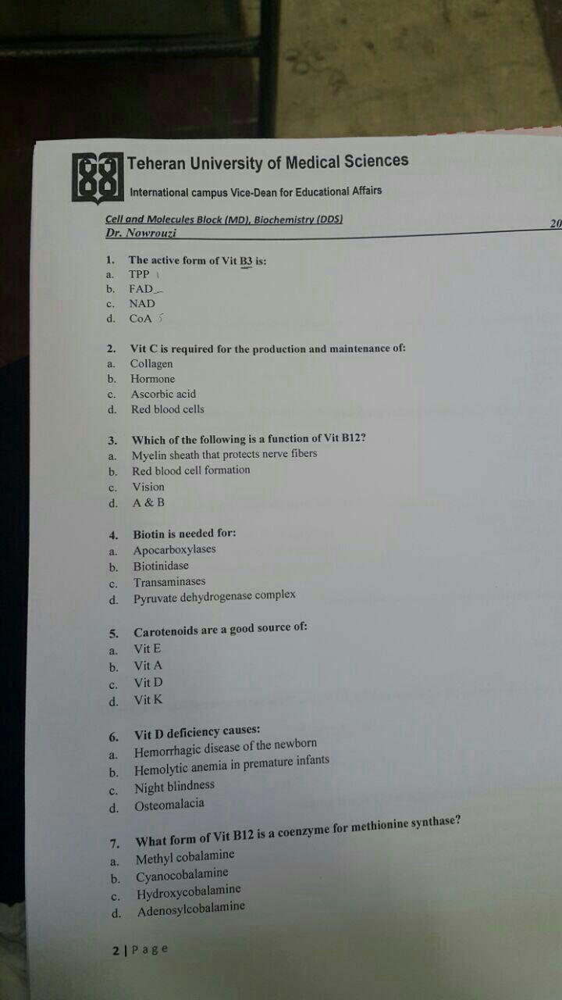 Teheran University of Medical Sciences
International campus Vice-Dean for Educational Affairs
Cell and Molecules Block (MD), Biochemistry (DDS)
Dr. Nowrouzi
20
1. The active form of Vit B3 is:
a. TPP 1
b. FAD
c. NAD
d. CoA 5
2. Vit C is required for the production and maintenance of:
a. Collagen
b. Hormone
c. Ascorbic acid
d. Red blood cells
3. Which of the following is a function of Vit B12?
a. Myelin sheath that protects nerve fibers
b. Red blood cell formation
c. Vision
d. A & B
4. Biotin is needed for:
a. Apocarboxylases
b. Biotinidase
c. Transaminases
d. Pyruvate dehydrogenase complex
5. Carotenoids are a good source of:
a. Vit E
b. Vit A
c. Vit D
d. Vit K
6. Vit D deficiency causes:
a. Hemorrhagic disease of the newborn
b. Hemolytic anemia in premature infants
c. Night blindness
d. Osteomalacia
7. What form of Vit B12 is a coenzyme for methionine synthase?
a. Methyl cobalamine
b. Cyanocobalamine
c. Hydroxycobalamine
d. Adenosylcobalamine
2 | Page